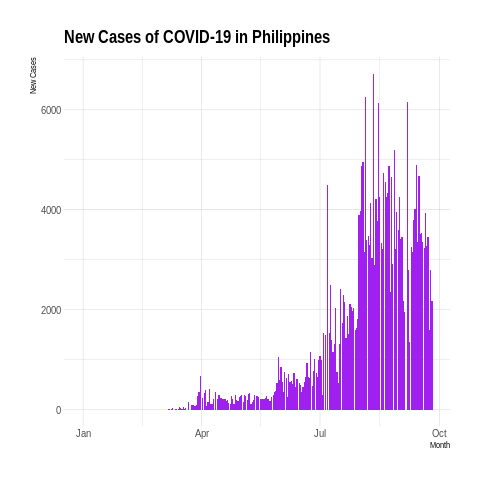 New Cases of COVID-19 in Philippines
New Cases
6000
4000
2000
0
Jan Apr Jul Oct
Month